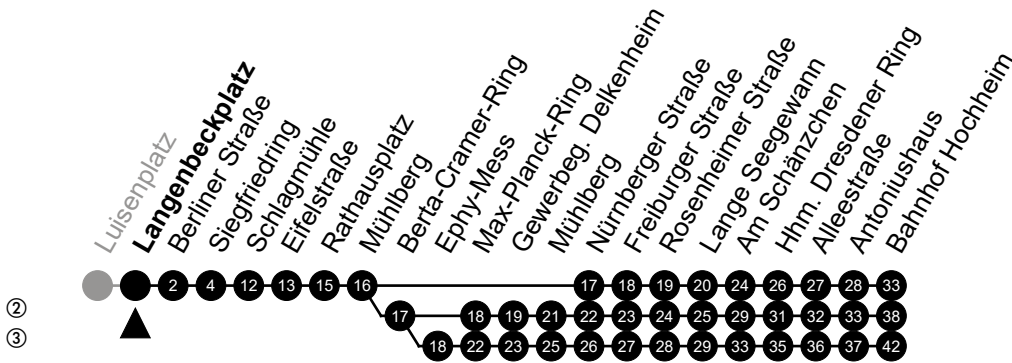 Luisenplatz
Langenbeckplatz
Berliner Straße
Siegfriedring
Schlagmühle
Eifelstraße
Rathausplatz
Mühlberg
Berta-Cramer-Ring
Ephy-Mess
Max-Planck-Ring
Gewerbeg. Delkenheim
Mühlberg
Nürnberger Straße
Freiburger Straße
Rosenheimer Straße
Lange Seegewann
Am Schänzchen
Hhm. Dresdener Ring
Alleestraße
Antoniushaus
Bahnhof Hochheim
2 4 12 13 15 16 17 18 19 20 24 26 27 28 33
② 17 18 19 21 22 23 24 25 29 31 32 33 38
③ 18 22 23 25 26 27 28 29 33 35 36 37 42